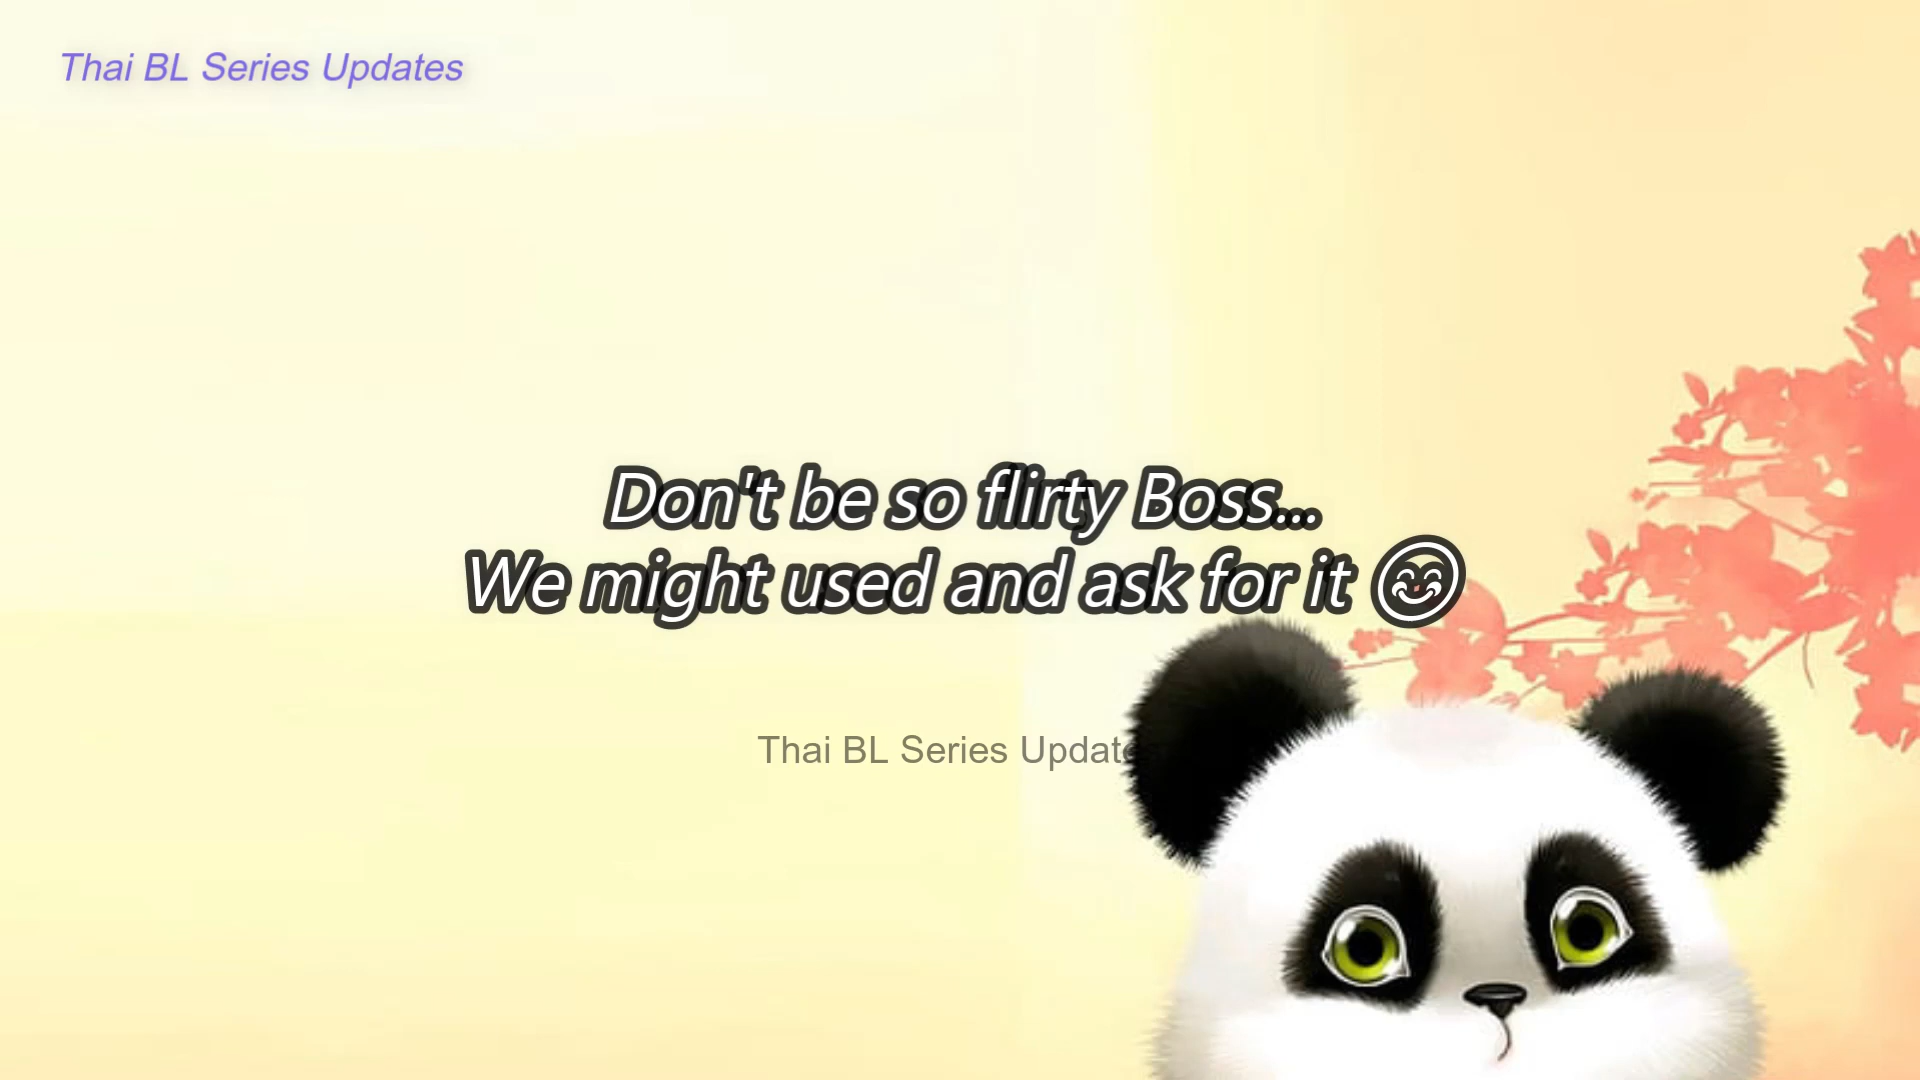 Thai BL Series Updates
Don't be so flirty Boss...
We might used and ask for it 😊
Thai BL Series Update